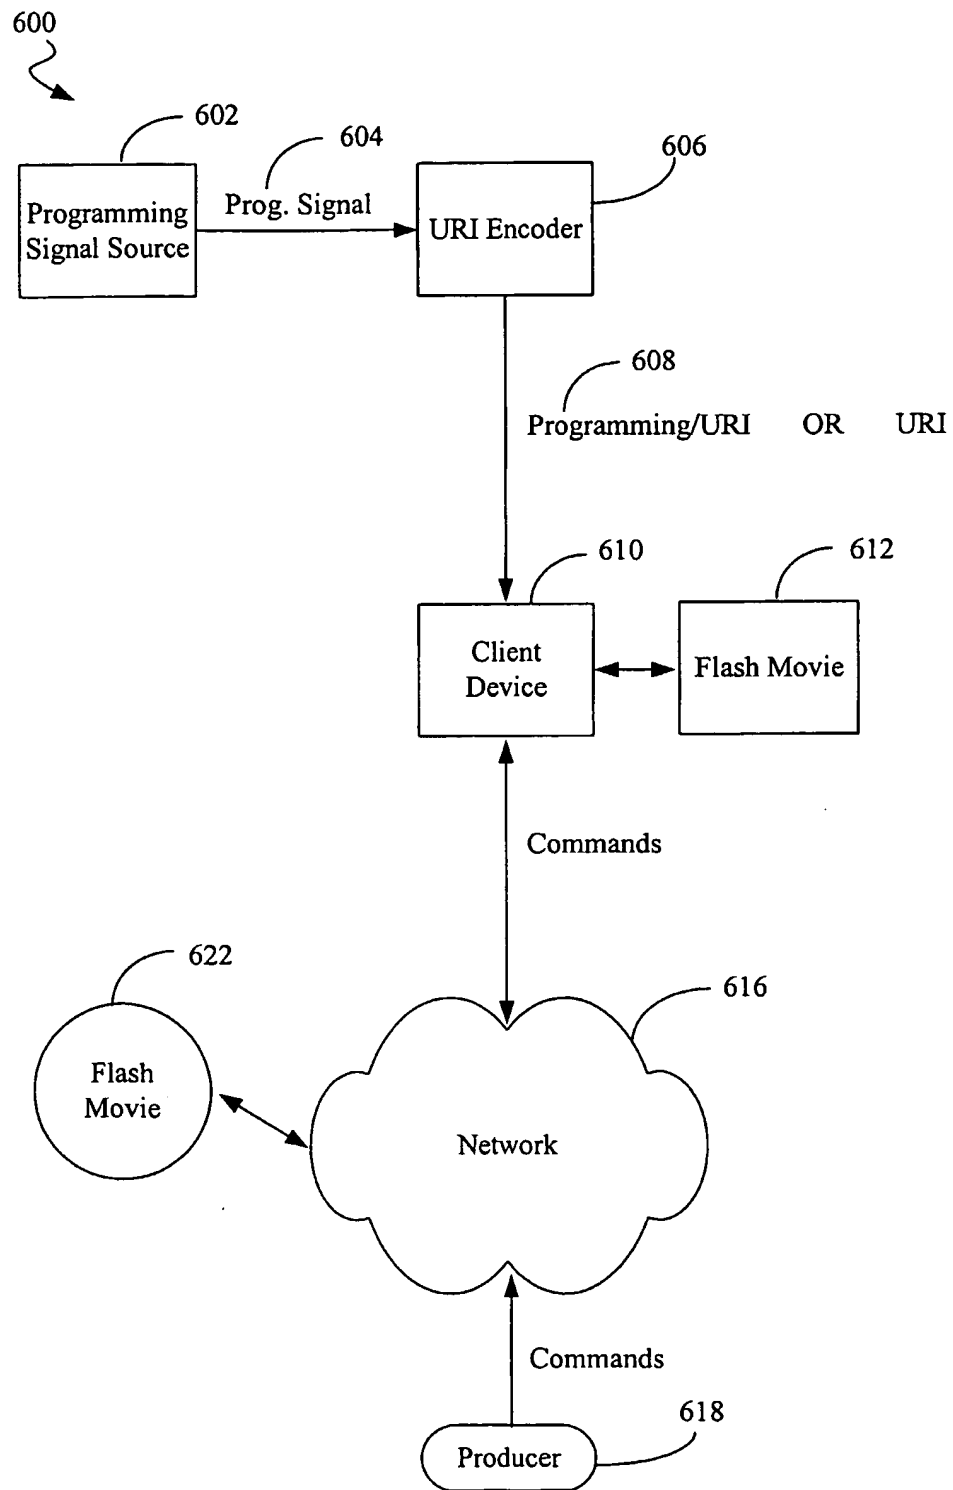 600
602
604
606
Programming
Signal Source
Prog. Signal
URI Encoder
608
Programming/URI OR URI
610
612
Client
Device
Flash Movie
Commands
622
616
Flash
Movie
Network
Commands
618
Producer